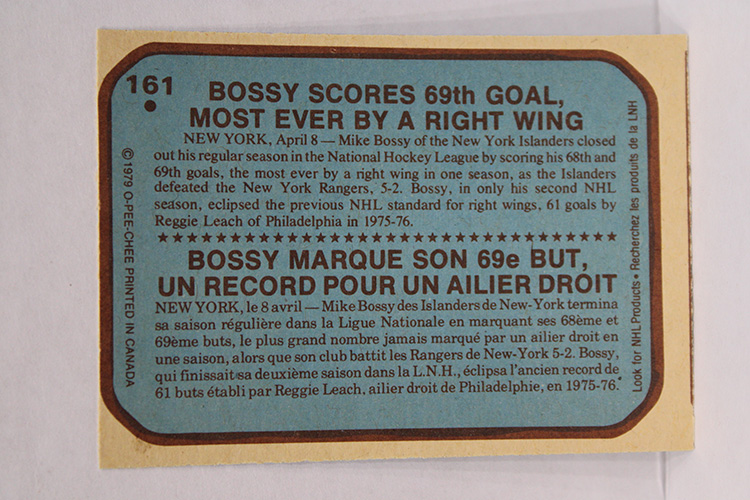 161
BOSSY SCORES 69th GOAL,
MOST EVER BY A RIGHT WING
NEW YORK, April 8 — Mike Bossy of the New York Islanders closed
out his regular season in the National Hockey League by scoring his 68th and
69th goals, the most ever by a right wing in one season, as the Islanders
defeated the New York Rangers, 5-2. Bossy, in only his second NHL
season, eclipsed the previous NHL standard for right wings, 61 goals by
Reggie Leach of Philadelphia in 1975-76.
BOSSY MARQUE SON 69e BUT,
UN RECORD POUR UN AILIER DROIT
NEW YORK, le 8 avril — Mike Bossy des Islanders de New-York termina
sa saison régulière dans la Ligue Nationale en marquant ses 68ème et
69ème buts, le plus grand nombre jamais marqué par un ailier droit en
une saison, alors que son club battit les Rangers de New-York 5-2. Bossy,
qui finissait sa deuxième saison dans la L.N.H., éclipsa l'ancien record de
61 buts établi par Reggie Leach, ailier droit de Philadelphie, en 1975-76.
© 1979 O-PEE-CHEE PRINTED IN CANADA
Look for NHL Products • Recherchez les produits de la LNH